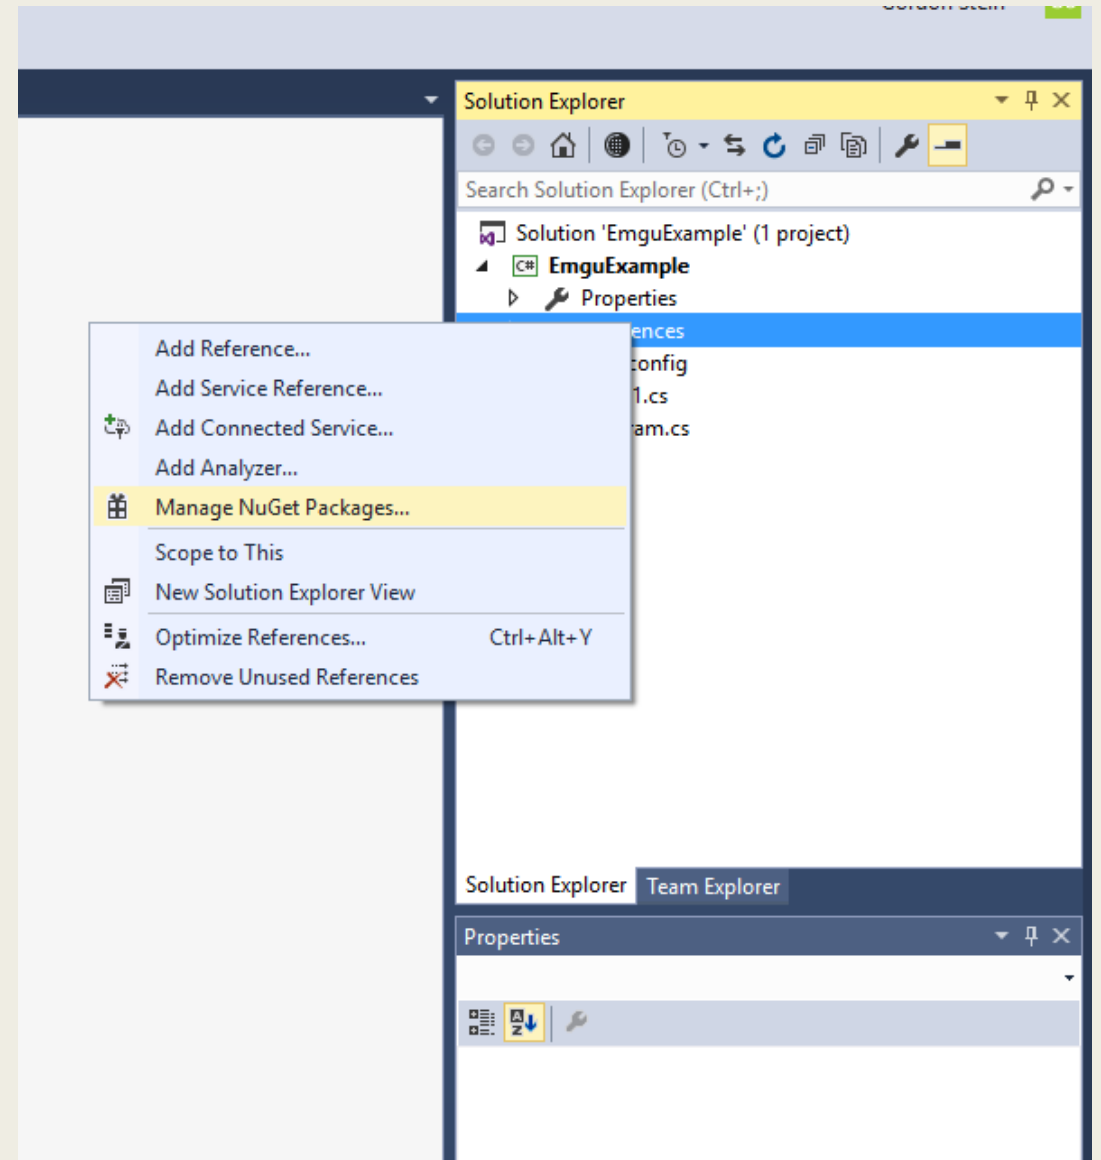 Solution Explorer
Search Solution Explorer (Ctrl+;)
Solution 'EmguExample' (1 project)
C# EmguExample
Properties
ences
config
1.cs
am.cs
Add Reference...
Add Service Reference...
Add Connected Service...
Add Analyzer...
Manage NuGet Packages...
Scope to This
New Solution Explorer View
Optimize References... Ctrl+Alt+Y
Remove Unused References
Solution Explorer Team Explorer
Properties